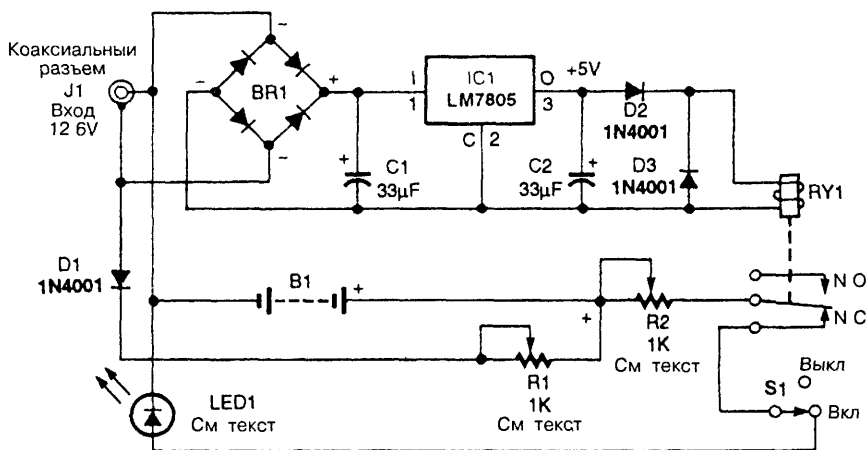 Коаксиальный
разъем
J1
Вход
12 6V
−
−
+
−
BR1
+
C1
33µF
I
1
IC1
LM7805
O
3
C
2
+5V
+
C2
33µF
D2
1N4001
D3
1N4001
RY1
D1
1N4001
B1
+
+
R2
1K
См текст
R1
1K
См текст
N O
N C
Выкл
S1
Вкл
LED1
См текст